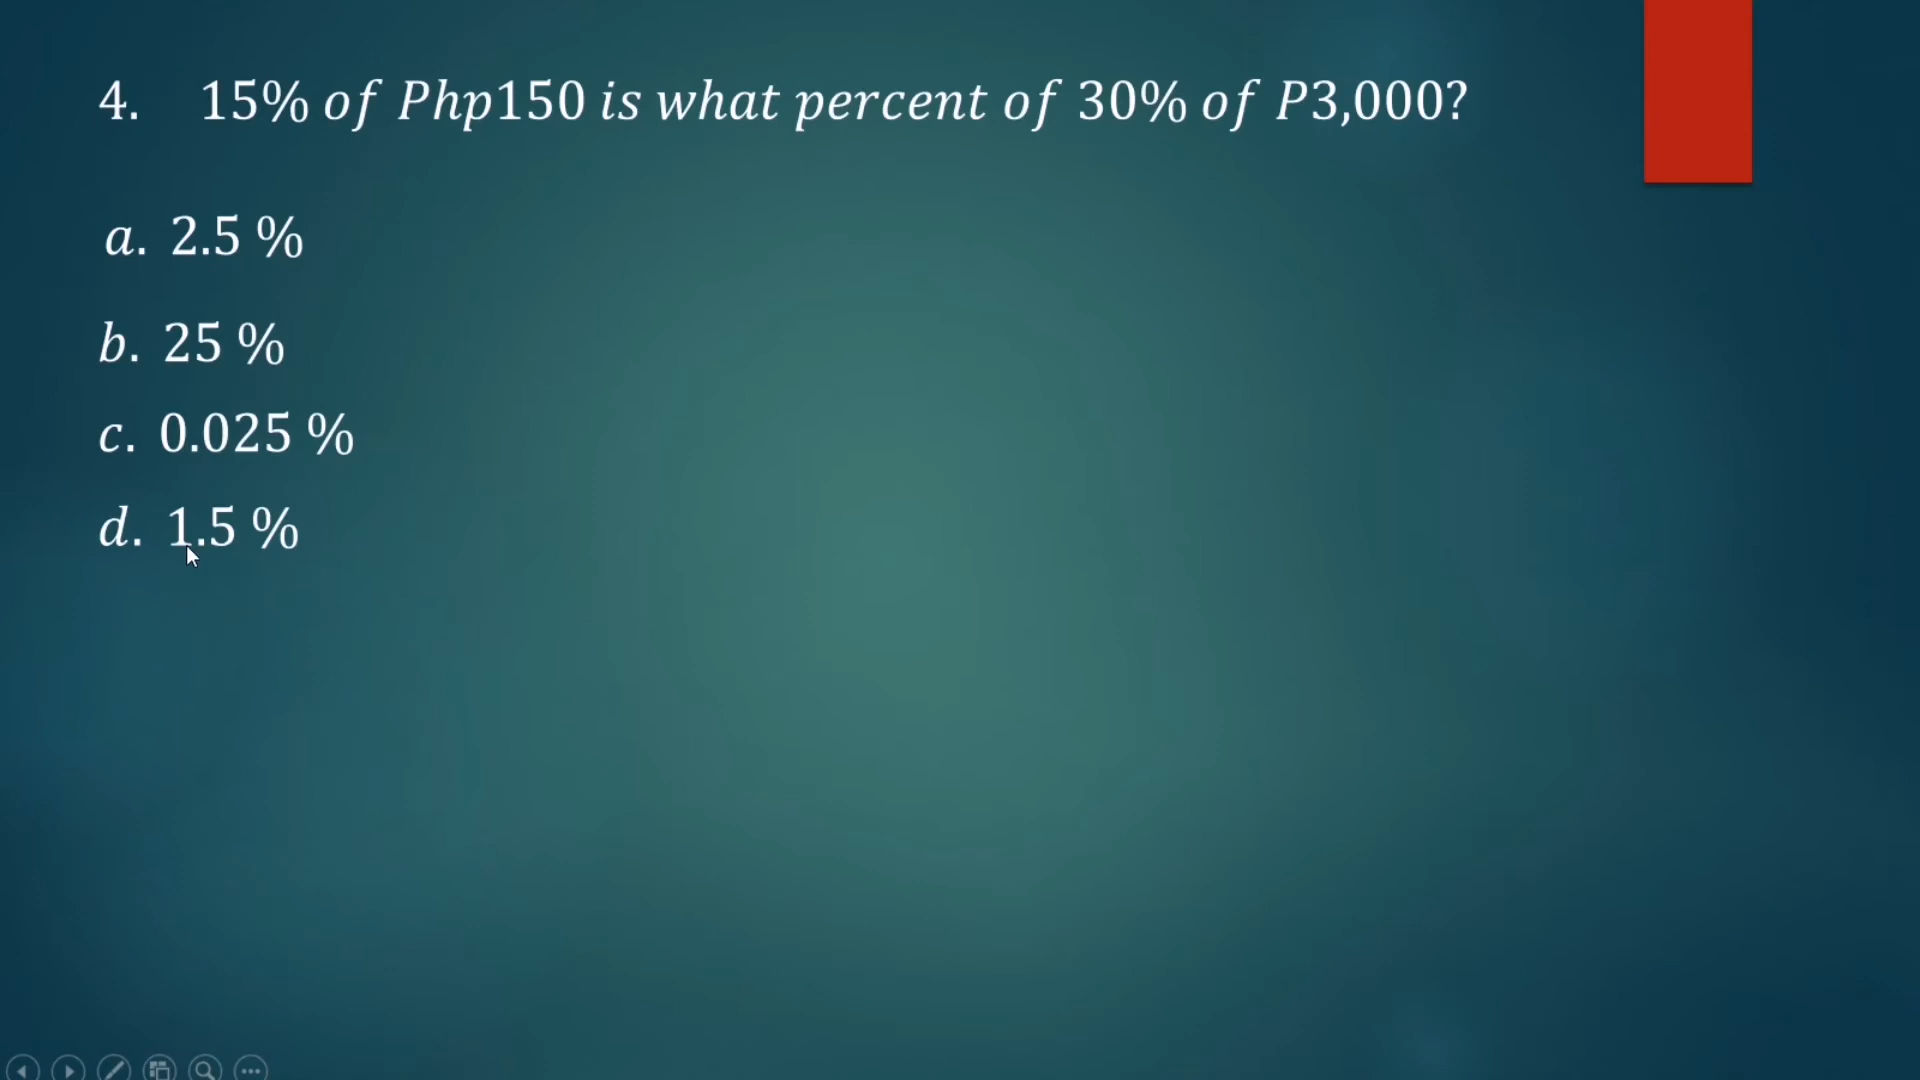 4. 15% of Php150 is what percent of 30% of P3,000?
a. 2.5 %
b. 25 %
c. 0.025 %
d. 1.5 %